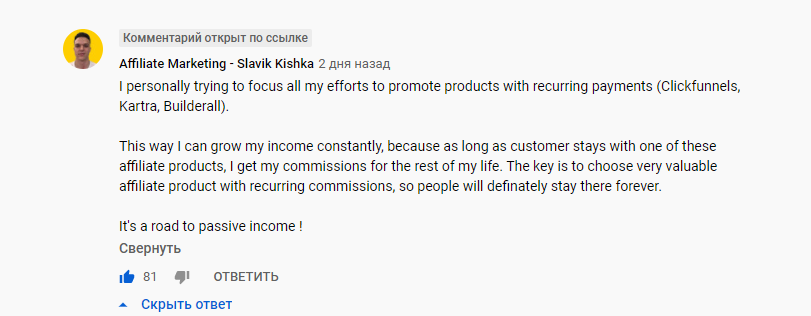 Комментарий открыт по ссылке
Affiliate Marketing - Slavik Kishka 2 дня назад
I personally trying to focus all my efforts to promote products with recurring payments (Clickfunnels,
Kartra, Builderall).
This way I can grow my income constantly, because as long as customer stays with one of these
affiliate products, I get my commissions for the rest of my life. The key is to choose very valuable
affiliate product with recurring commissions, so people will definately stay there forever.
It's a road to passive income !
Свернуть
81 ОТВЕТИТЬ
Скрыть ответ